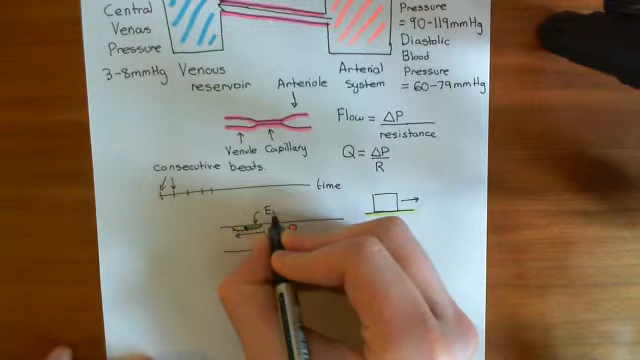 Central
Venous
Pressure
3-8mmHg
Venous
reservoir
Arterial
System
Pressure
= 90-119mmHg
Diastolic
Blood
Pressure
= 60-79mmHg
Arteriole
Venule Capillary
Flow = ΔP
resistance
Q = ΔP
R
consecutive beats.
time
E